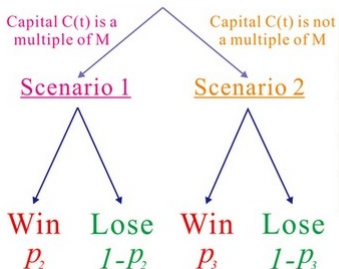 Capital C(t) is a
multiple of M
Capital C(t) is not
a multiple of M
Scenario 1
Scenario 2
Win Lose Win Lose
p₂ 1-p₂ p₃ 1-p₃